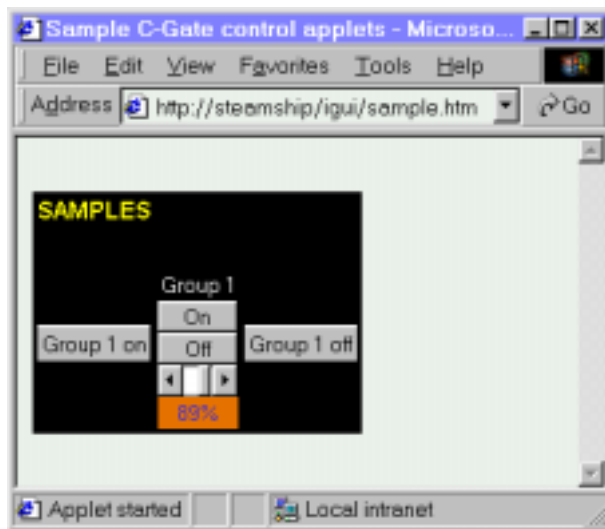 Sample C-Gate control applets - Microso...
File Edit View Favorites Tools Help
Address http://steamship/igui/sample.htm Go
SAMPLES
Group 1
On
Group 1 on Off Group 1 off
89%
Applet started Local intranet